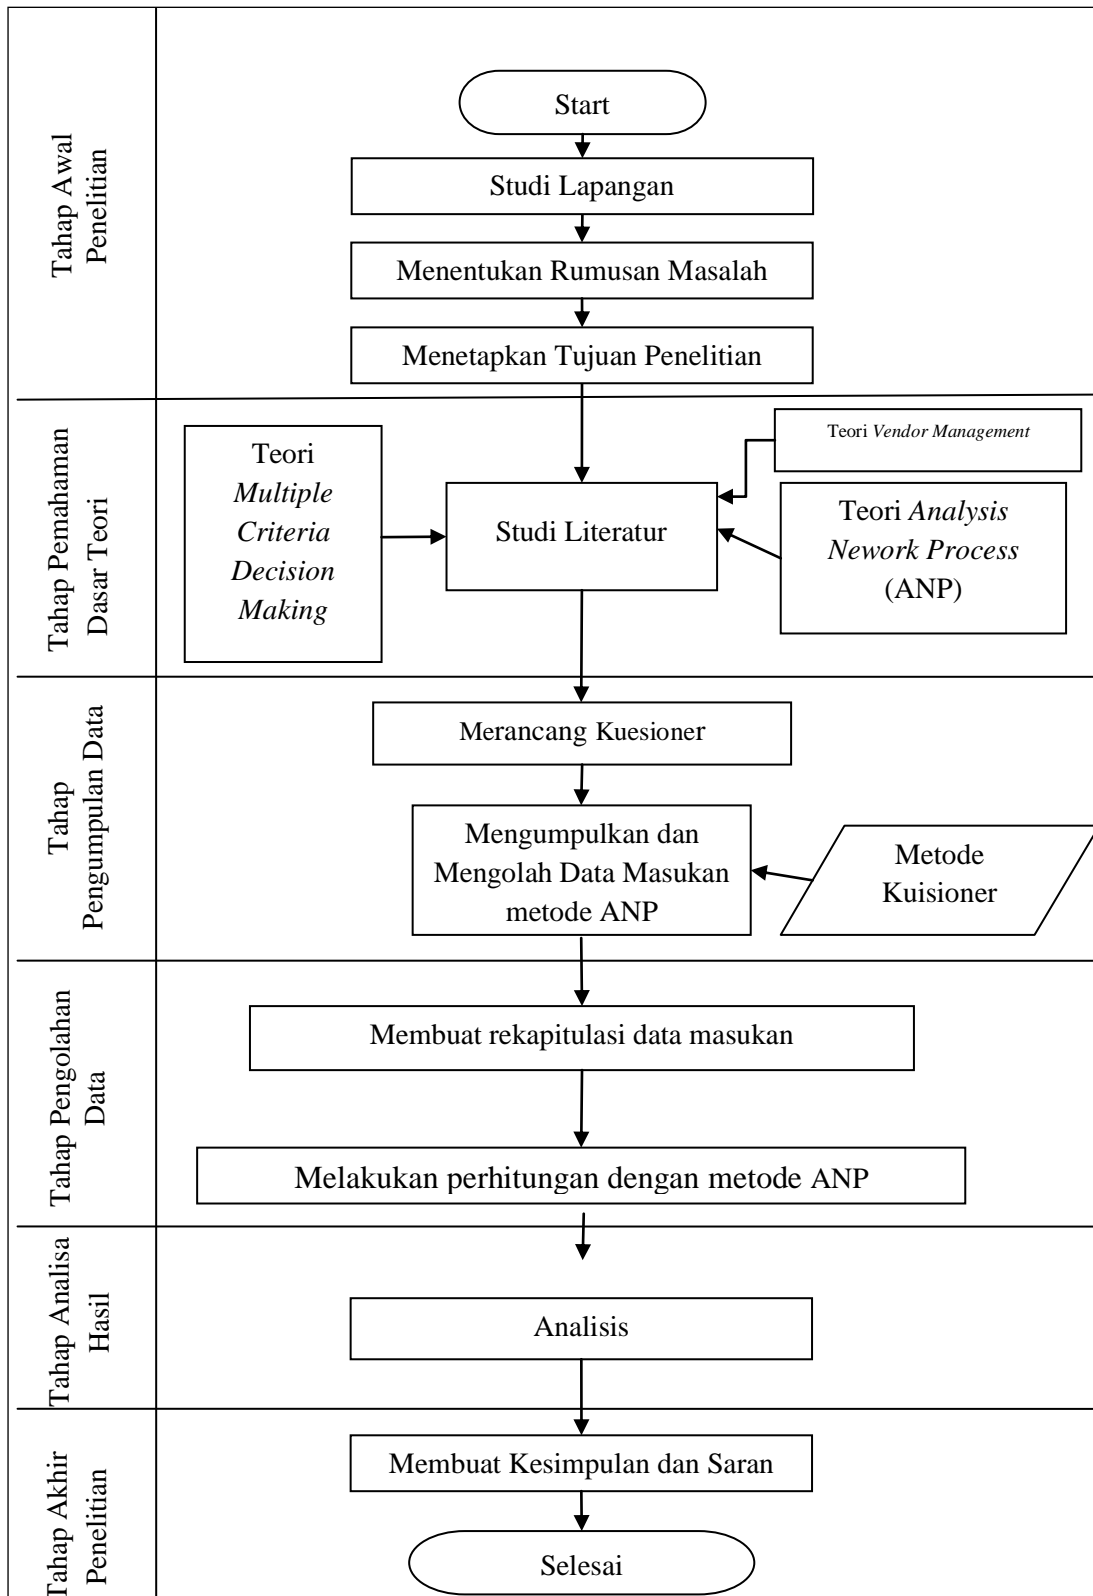 Tahap Awal
Penelitian
Start
Studi Lapangan
Menentukan Rumusan Masalah
Menetapkan Tujuan Penelitian
Tahap Pemahaman
Dasar Teori
Teori
Multiple
Criteria
Decision
Making
Studi Literatur
Teori Vendor Management
Teori Analysis
Nework Process
(ANP)
Tahap
Pengumpulan Data
Merancang Kuesioner
Mengumpulkan dan
Mengolah Data Masukan
metode ANP
Metode
Kuisioner
Tahap Pengolahan
Data
Membuat rekapitulasi data masukan
Melakukan perhitungan dengan metode ANP
Tahap Analisa
Hasil
Analisis
Tahap Akhir
Penelitian
Membuat Kesimpulan dan Saran
Selesai